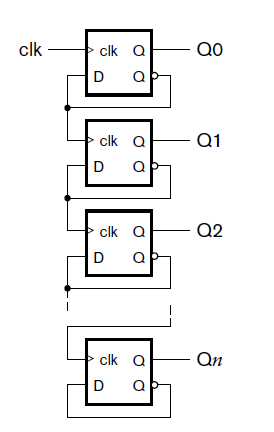 clk clk Q Q0
D Q
clk Q Q1
D Q
clk Q Q2
D Q
clk Q Qn
D Q